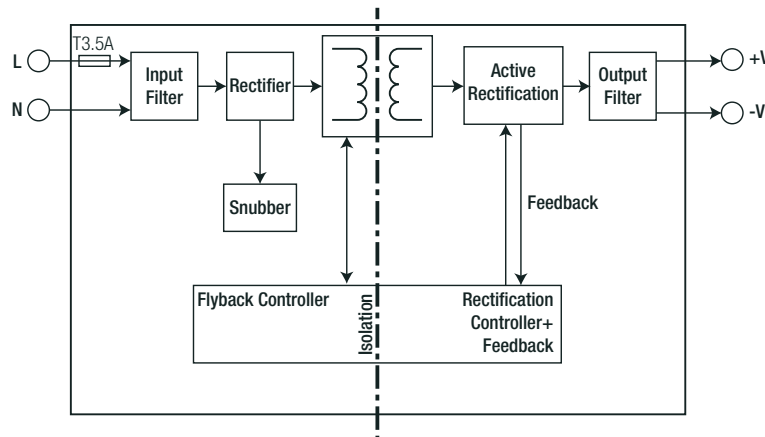 T3.5A
L
N
Input
Filter
Rectifier
Snubber
Active
Rectification
Output
Filter
+V
-V
Feedback
Flyback Controller
Isolation
Rectification
Controller+
Feedback